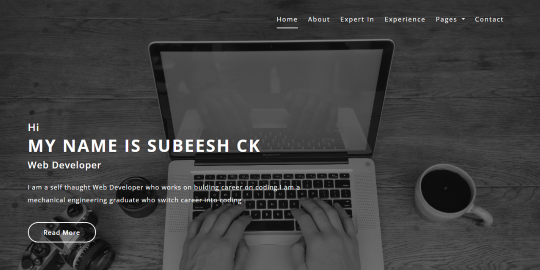 Home About Expert In Experience Pages Contact
Hi
MY NAME IS SUBEESH CK
Web Developer
I am a self thaught Web Developer who works on bulding career on coding.I am a
mechanical engineering graduate who switch career into coding .
Read More